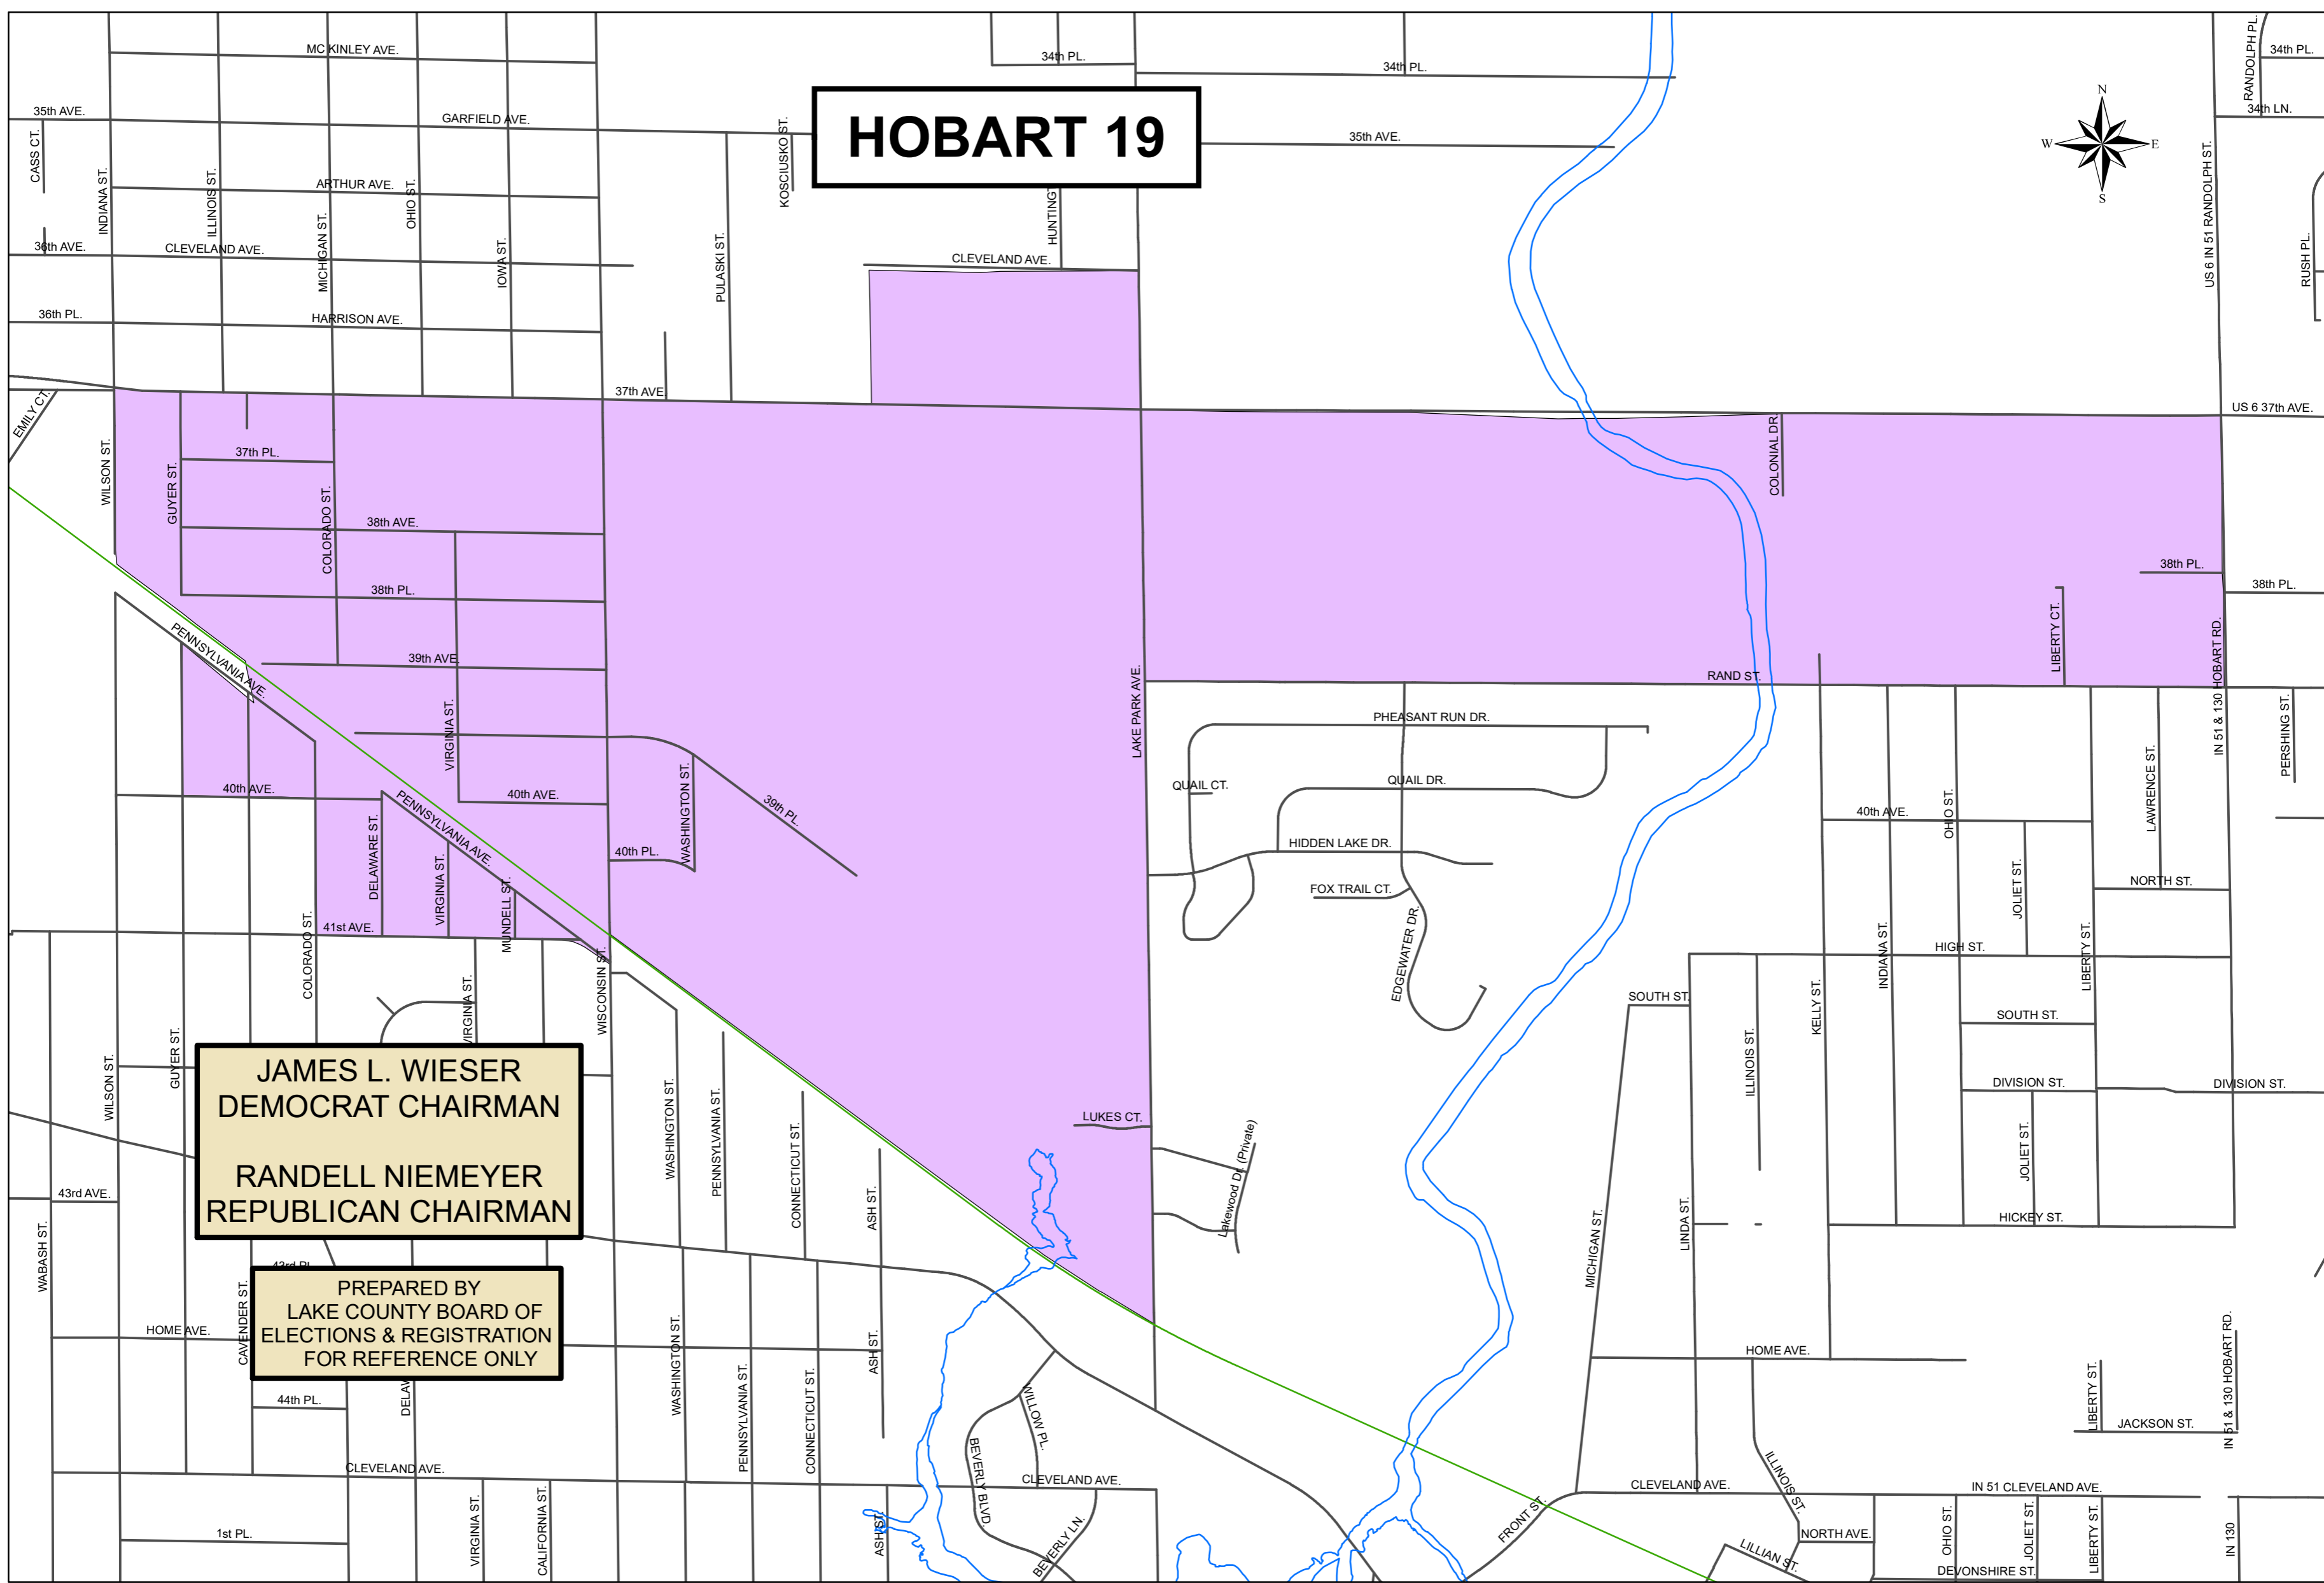 MC KINLEY AVE.
34th PL.
34th PL.
RANDOLPH PL.
34th PL.
35th AVE.
GARFIELD AVE.
KOSCIUSKO ST.
HOBART 19
35th AVE.
34th LN.
N
W
E
S
CASS CT.
INDIANA ST.
ILLINOIS ST.
ARTHUR AVE.
OHIO ST.
MICHIGAN ST.
IOWA ST.
PULASKI ST.
HUNTINGT
US 6 IN 51 RANDOLPH ST.
RUSH PL.
36th AVE.
CLEVELAND AVE.
CLEVELAND AVE.
36th PL.
HARRISON AVE.
37th AVE
US 6 37th AVE.
EMILY CT.
WILSON ST.
GUYER ST.
37th PL.
COLORADO ST.
COLONIAL DR.
38th AVE.
38th PL.
38th PL.
38th PL.
PENNSYLVANIA AVE.
39th AVE.
VIRGINIA ST.
LAKE PARK AVE.
RAND ST.
LIBERTY CT.
IN 51 & 130 HOBART RD.
PHEASANT RUN DR.
QUAIL CT.
QUAIL DR.
LAWRENCE ST.
PERSHING ST.
40th AVE.
40th AVE.
WASHINGTON ST.
39th PL.
40th AVE.
OHIO ST.
PENNSYLVANIA AVE.
DELAWARE ST.
40th PL.
HIDDEN LAKE DR.
FOX TRAIL CT.
JOLIET ST.
NORTH ST.
VIRGINIA ST.
MUNDELL ST.
41st AVE.
COLORADO ST.
WISCONSIN ST.
EDGEWATER DR.
HIGH ST.
INDIANA ST.
LIBERTY ST.
VIRGINIA ST.
SOUTH ST.
KELLY ST.
SOUTH ST.
GUYER ST.
WILSON ST.
JAMES L. WIESER
DEMOCRAT CHAIRMAN
RANDELL NIEMEYER
REPUBLICAN CHAIRMAN
WASHINGTON ST.
PENNSYLVANIA ST.
CONNECTICUT ST.
ASH ST.
LUKES CT.
Lakewood Dr. (Private)
ILLINOIS ST.
DIVISION ST.
DIVISION ST.
JOLIET ST.
43rd AVE.
WABASH ST.
MICHIGAN ST.
LINDA ST.
HICKEY ST.
43rd PL
CAVENDER ST.
PREPARED BY
LAKE COUNTY BOARD OF
ELECTIONS & REGISTRATION
FOR REFERENCE ONLY
HOME AVE.
WASHINGTON ST.
PENNSYLVANIA ST.
CONNECTICUT ST.
ASH ST.
HOME AVE.
LIBERTY ST.
IN 51 & 130 HOBART RD.
44th PL.
DELAW
WILLOW PL.
BEVERLY BLVD.
JACKSON ST.
CLEVELAND AVE.
CLEVELAND AVE.
CLEVELAND AVE.
ILLINOIS ST.
IN 51 CLEVELAND AVE.
1st PL.
VIRGINIA ST.
CALIFORNIA ST.
ASH ST.
BEVERLY LN.
FRONT ST.
LILLIAN ST.
NORTH AVE.
OHIO ST.
JOLIET ST.
LIBERTY ST.
IN 130
DEVONSHIRE ST.